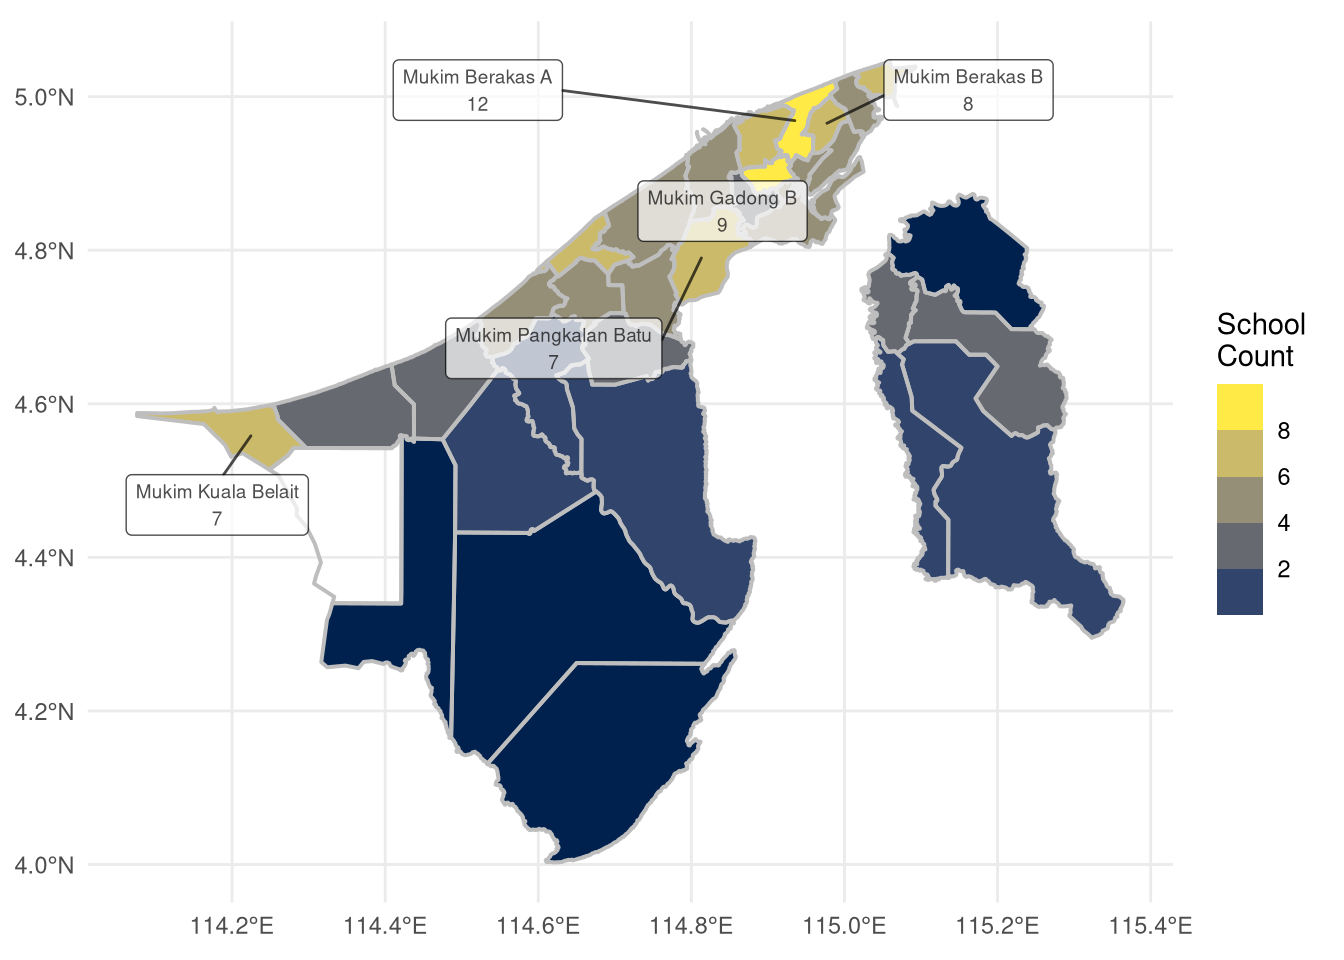 Mukim Berakas A
12
Mukim Berakas B
8
Mukim Gadong B
9
Mukim Pangkalan Batu
7
Mukim Kuala Belait
7
5.0°N
4.8°N
4.6°N
4.4°N
4.2°N
4.0°N
114.2°E
114.4°E
114.6°E
114.8°E
115.0°E
115.2°E
115.4°E
School
Count
8
6
4
2